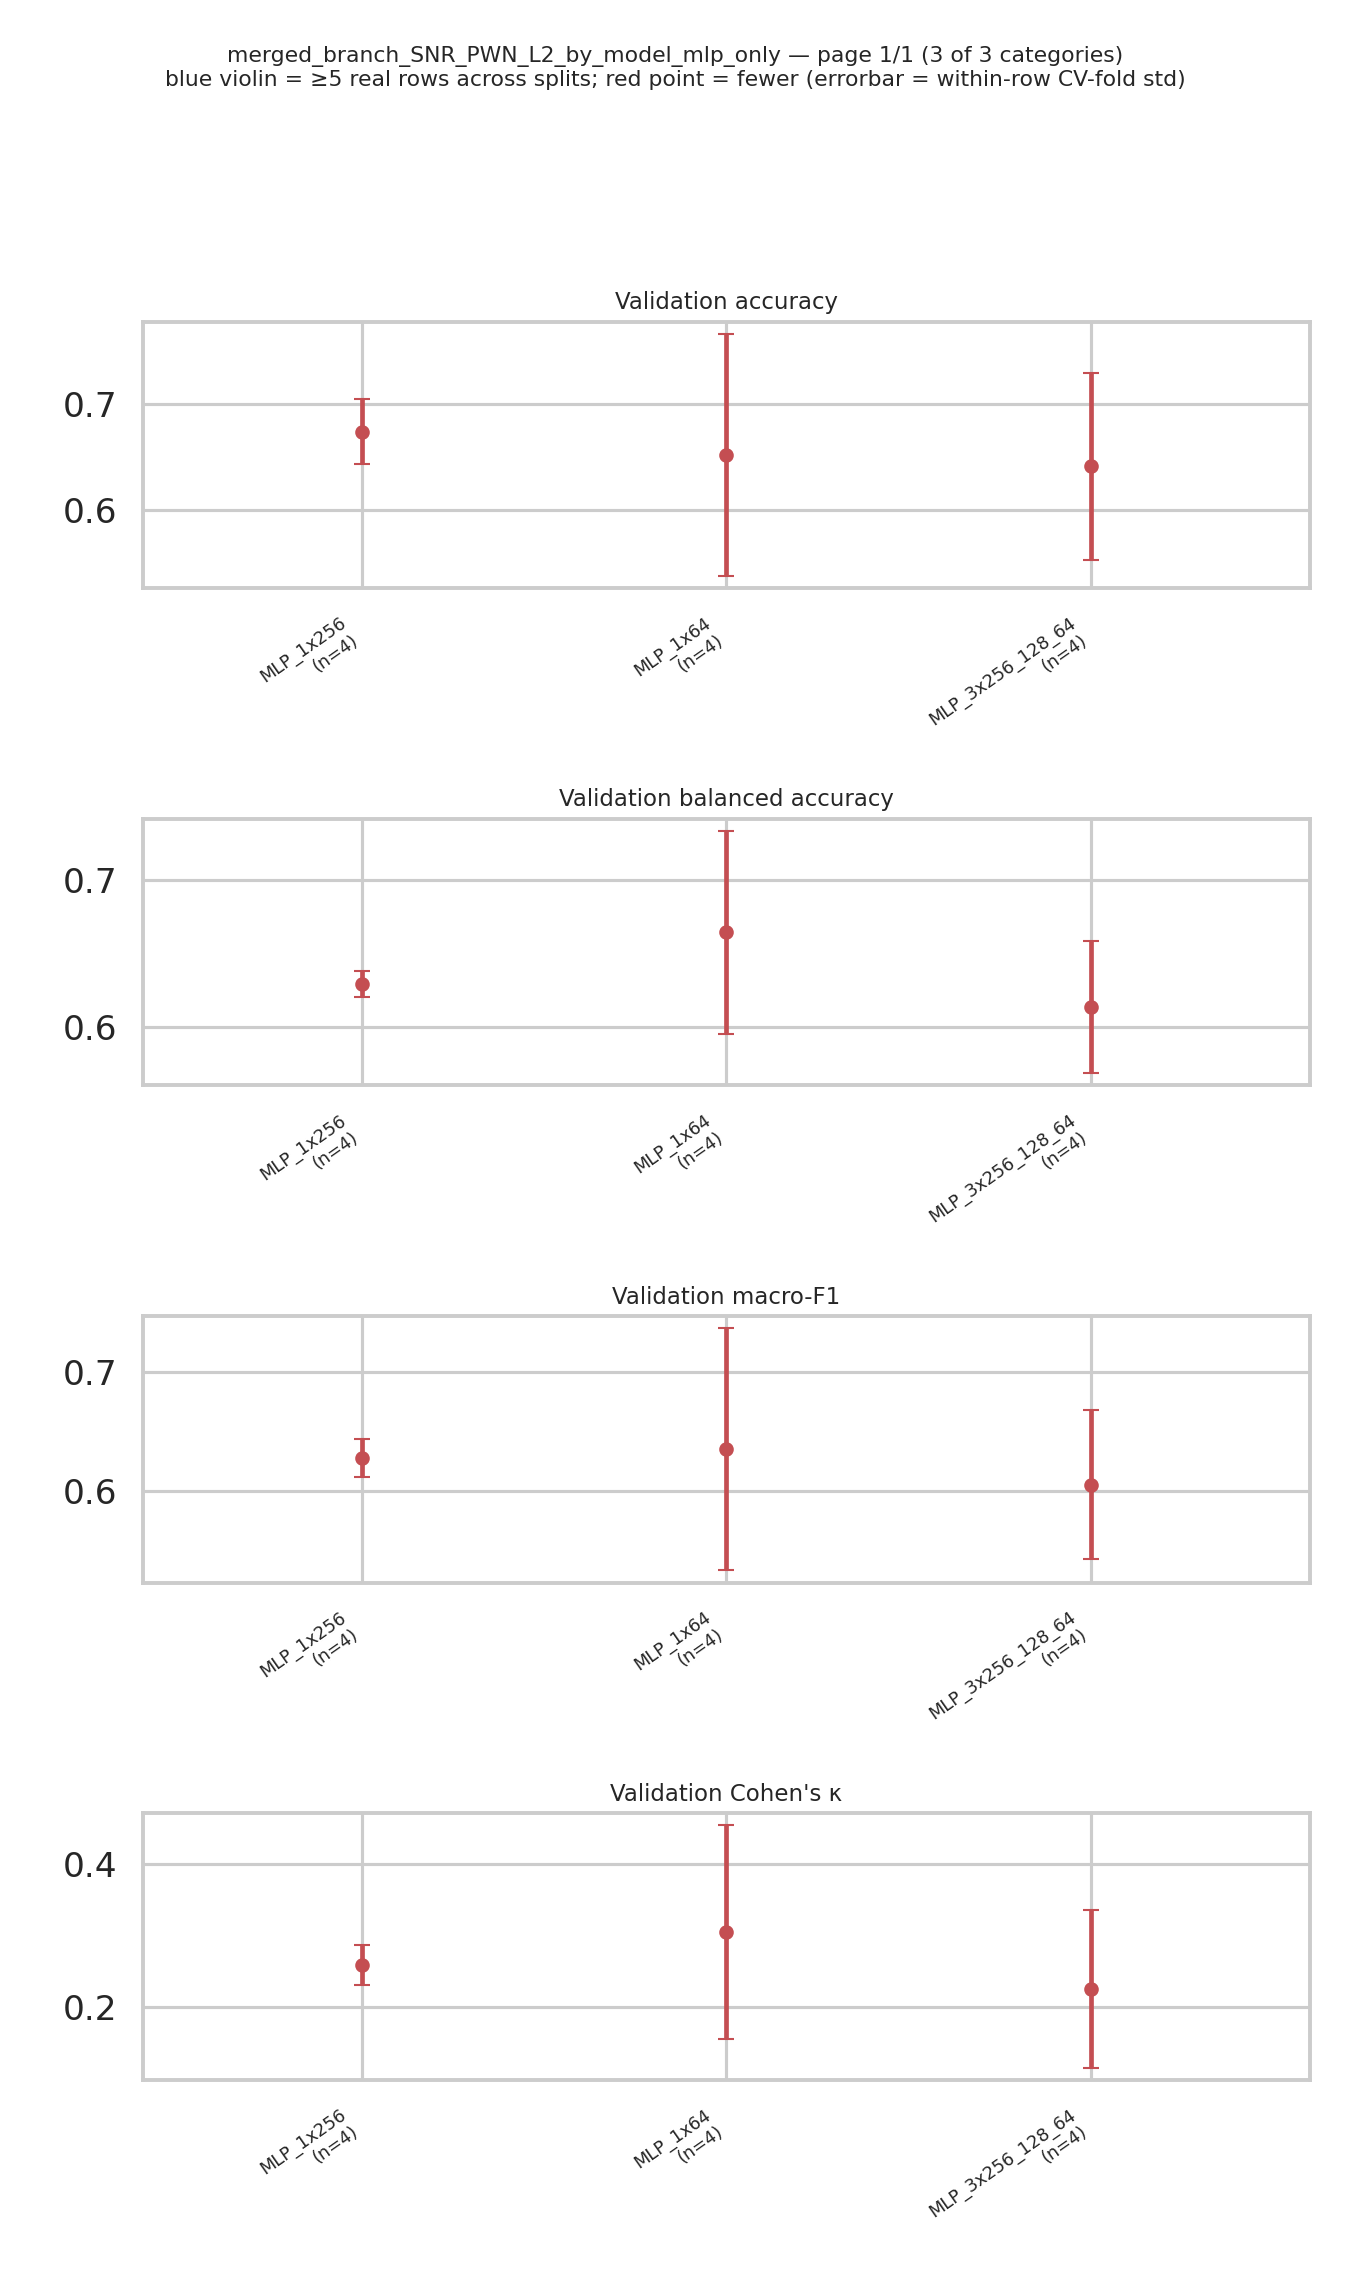 merged_branch_SNR_PWN_L2_by_model_mlp_only — page 1/1 (3 of 3 categories)
blue violin = ≥5 real rows across splits; red point = fewer (errorbar = within-row CV-fold std)
Validation accuracy
0.7
0.6
MLP_1x256
(n=4)
MLP_1x64
(n=4)
MLP_3x256_128_64
(n=4)
Validation balanced accuracy
0.7
0.6
MLP_1x256
(n=4)
MLP_1x64
(n=4)
MLP_3x256_128_64
(n=4)
Validation macro-F1
0.7
0.6
MLP_1x256
(n=4)
MLP_1x64
(n=4)
MLP_3x256_128_64
(n=4)
Validation Cohen's κ
0.4
0.2
MLP_1x256
(n=4)
MLP_1x64
(n=4)
MLP_3x256_128_64
(n=4)